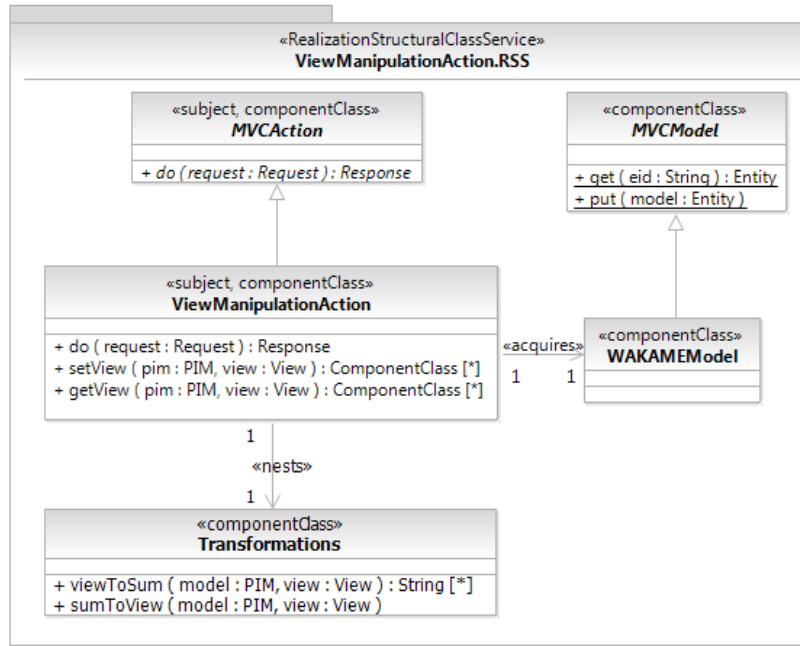 «RealizationStructuralClassService»
ViewManipulationAction.RSS
«subject, componentClass»
MVCAction
+ do ( request : Request ) : Response
«componentClass»
MVCModel
+ get ( eid : String ) : Entity
+ put ( model : Entity )
«subject, componentClass»
ViewManipulationAction
+ do ( request : Request ) : Response
+ setView ( pim : PIM, view : View ) : ComponentClass [*]
+ getView ( pim : PIM, view : View ) : ComponentClass [*]
«acquires»
1 1
«componentClass»
WAKAMEModel
1
«nests»
1
«componentClass»
Transformations
+ viewToSum ( model : PIM, view : View ) : String [*]
+ sumToView ( model : PIM, view : View )